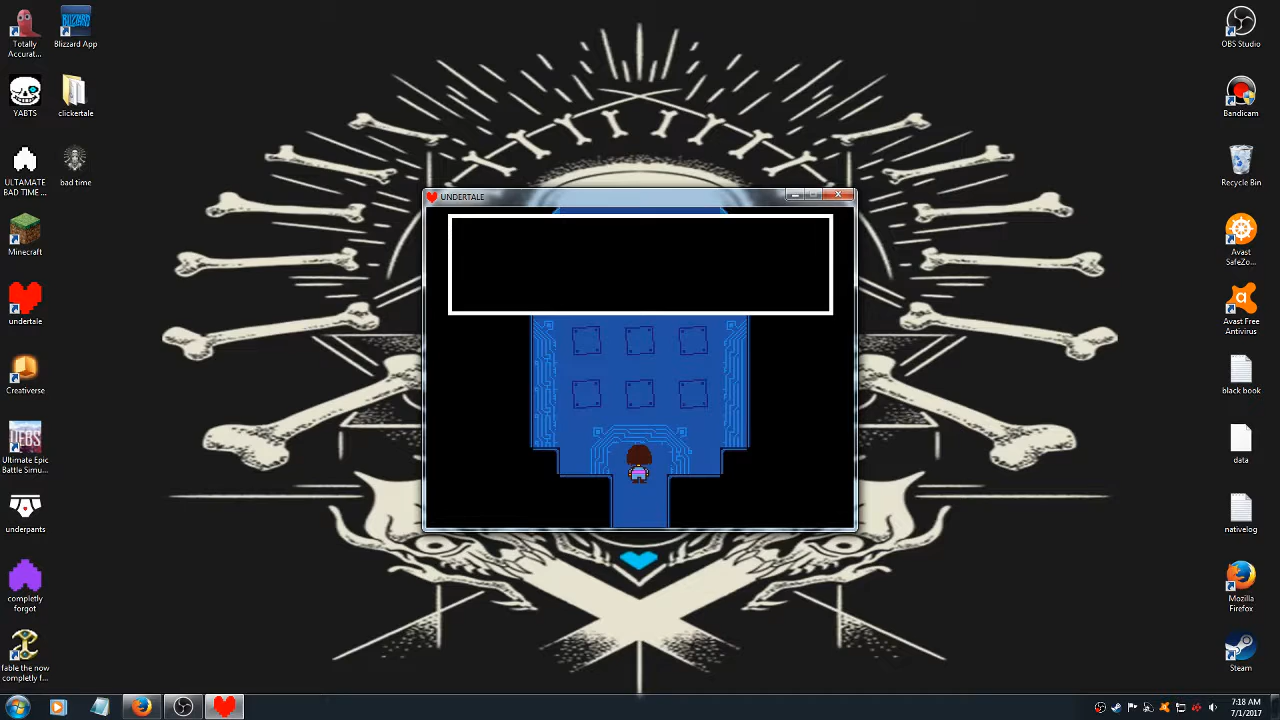 Totally
Accurat...
Blizzard App
YABTS
clickertale
ULTIMATE
BAD TIME ...
bad time
Minecraft
undertale
Creativerse
Ultimate Epic
Battle Simu...
underpants
completly
forgot
fable the now
completly f...
UNDERTALE
OBS Studio
Bandicam
Recycle Bin
Avast
SafeZo...
Avast Free
Antivirus
black book
data
nativelog
Mozilla
Firefox
Steam
7:18 AM
7/1/2017